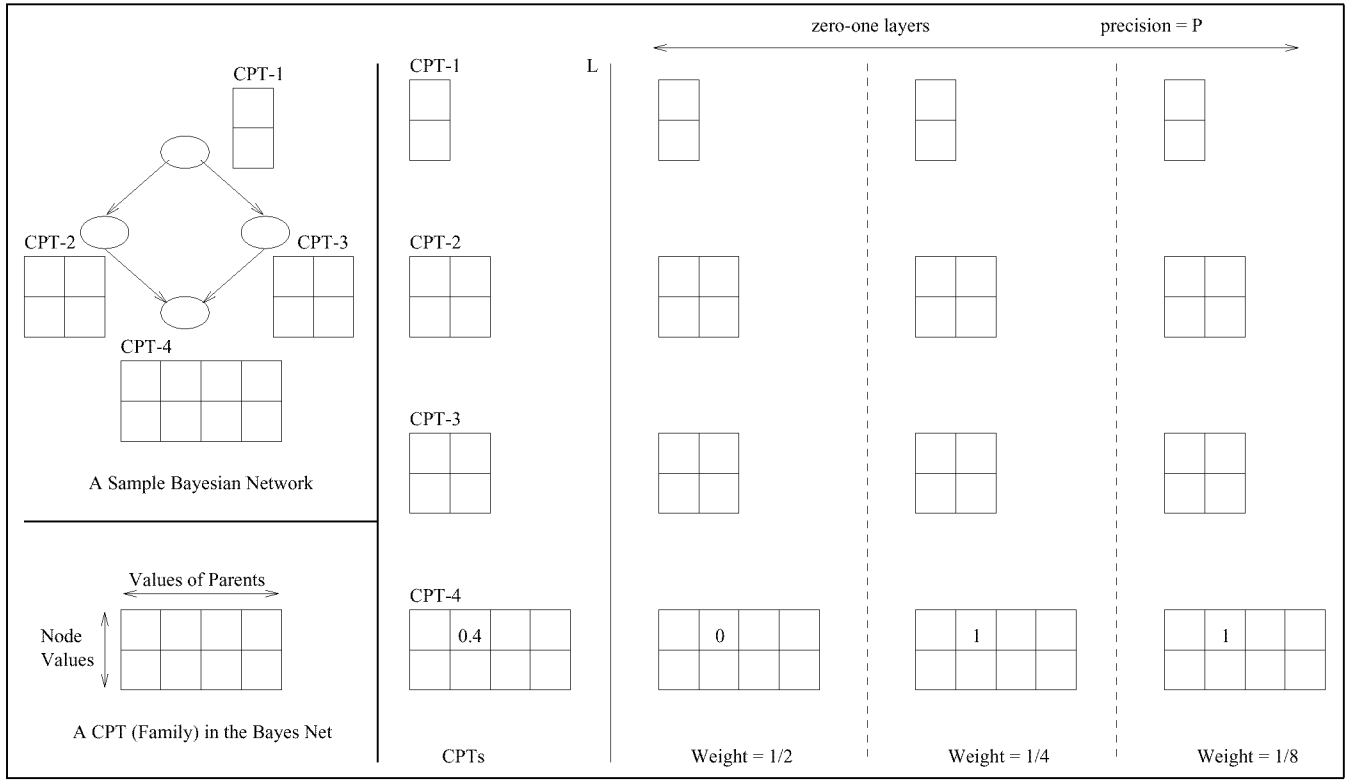 zero-one layers precision = P
CPT-1
CPT-2 CPT-3
CPT-4
A Sample Bayesian Network
Values of Parents
Node
Values
A CPT (Family) in the Bayes Net
CPT-1 L
CPT-2
CPT-3
CPT-4
0.4 0 1 1
CPTs Weight = 1/2 Weight = 1/4 Weight = 1/8